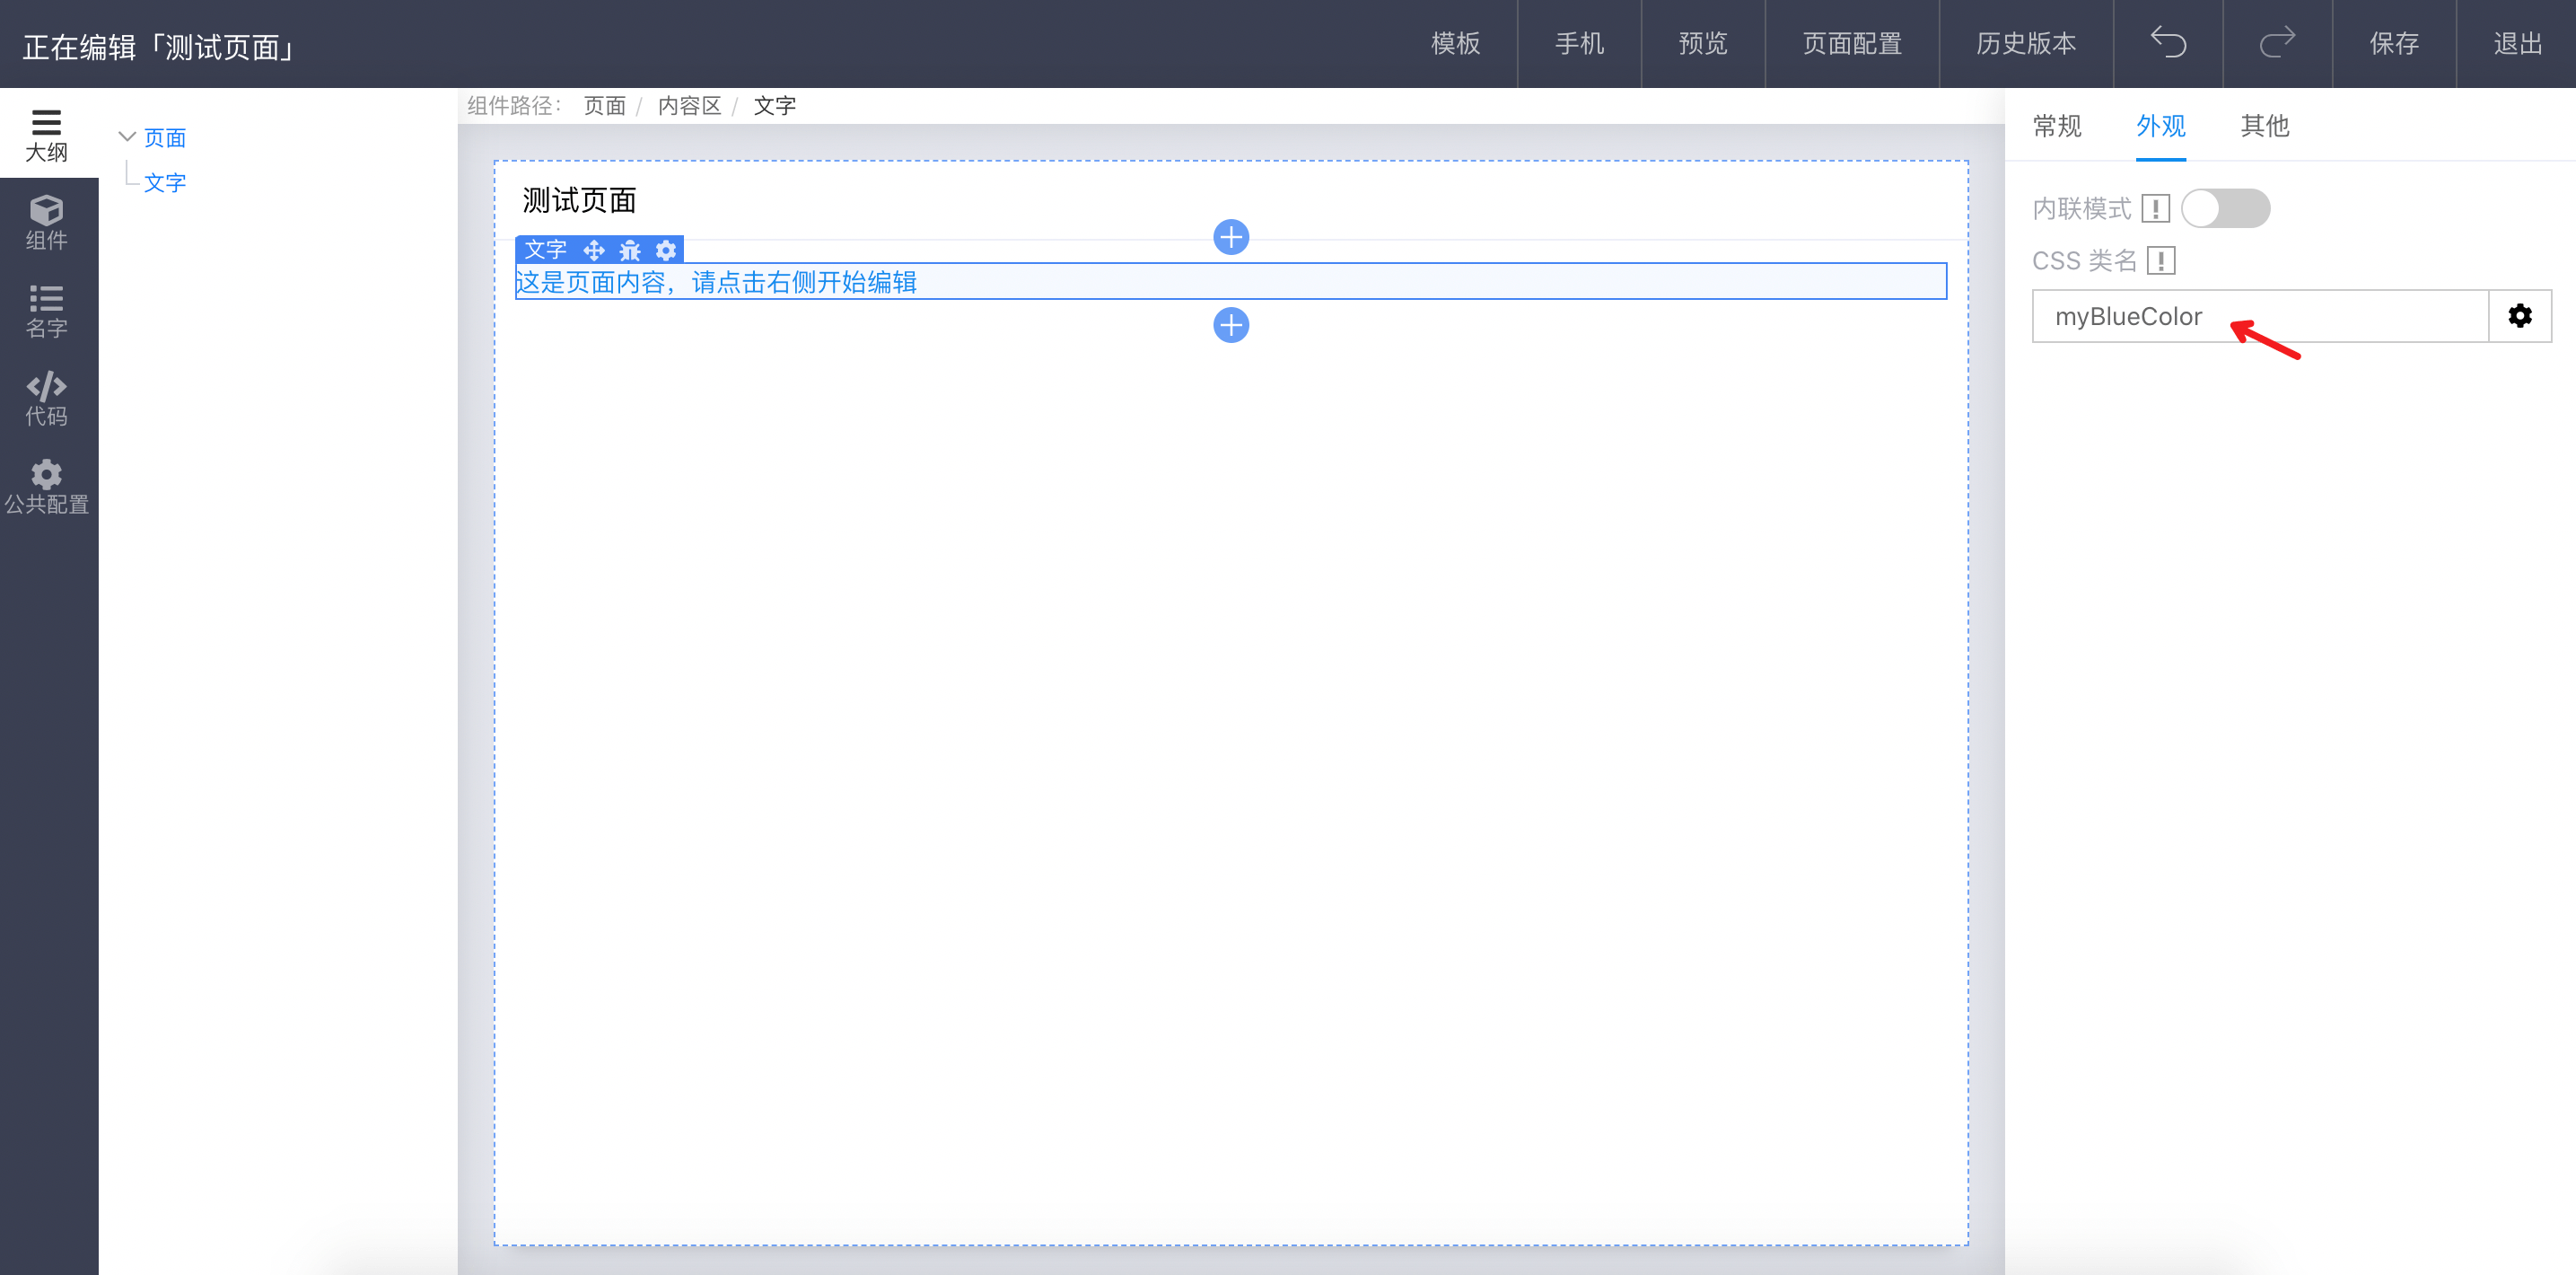 正在编辑「测试页面」
模板 手机 预览 页面配置 历史版本 保存 退出
大纲
组件
名字
代码
公共配置
页面
文字
组件路径： 页面 / 内容区 / 文字
测试页面
文字
这是页面内容，请点击右侧开始编辑
常规 外观 其他
内联模式
CSS 类名
myBlueColor